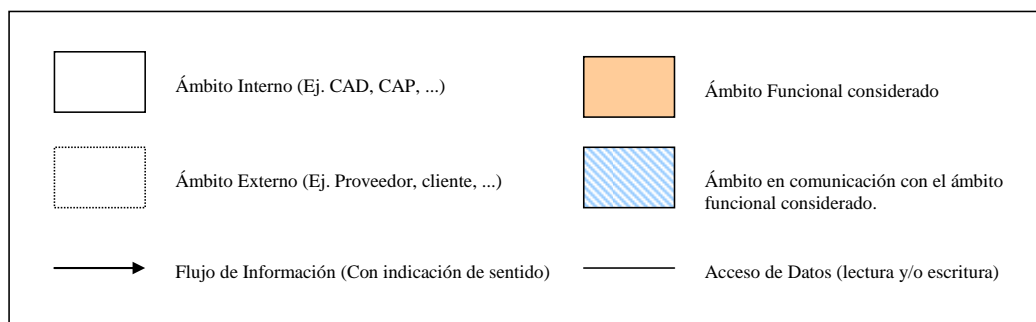 Ámbito Interno (Ej. CAD, CAP, ...)
Ámbito Funcional considerado
Ámbito Externo (Ej. Proveedor, cliente, ...)
Ámbito en comunicación con el ámbito
funcional considerado.
Flujo de Información (Con indicación de sentido)
Acceso de Datos (lectura y/o escritura)